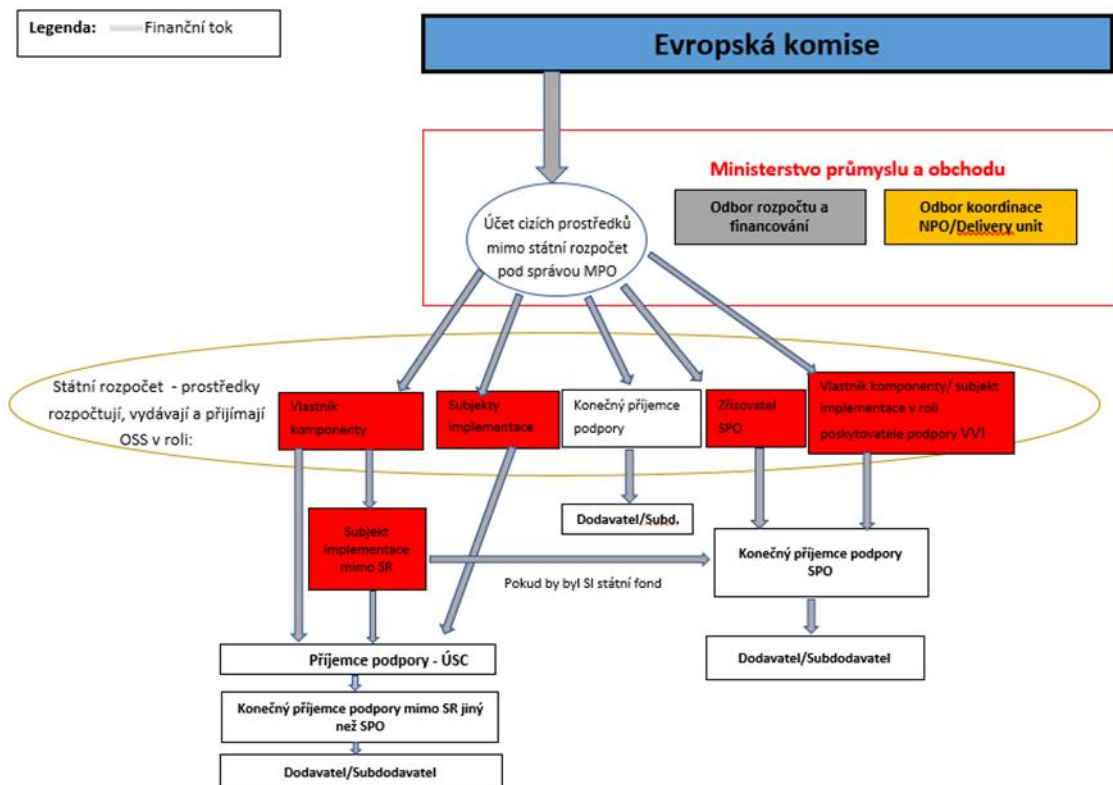 Legenda: Finanční tok
Evropská komise
Ministerstvo průmyslu a obchodu
Odbor rozpočtu a
financování
Odbor koordinace
NPO/Delivery unit
Účet cizích prostředků
mimo státní rozpočet
pod správou MPO
Státní rozpočet - prostředky
rozpočtují, vydávají a přijímají
OSS v roli:
Vlastník
komponenty
Subjekty
implementace
Konečný příjemce
podpory
Zřizovatel
SPO
Vlastník komponenty/ subjekt
implementace v roli
poskytovatele podpory VVI
Dodavatel/Subd.
Subjekt
implementace
mimo SR
Konečný příjemce podpory
SPO
Pokud by byl SI státní fond
Příjemce podpory - ÚSC
Dodavatel/Subdodavatel
Konečný příjemce podpory mimo SR jiný
než SPO
Dodavatel/Subdodavatel